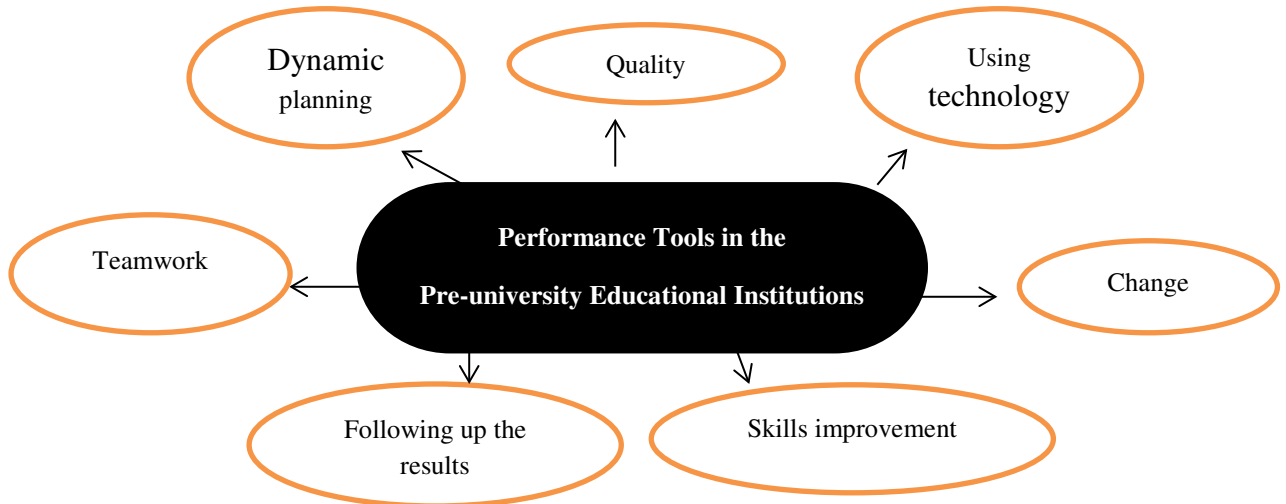 Dynamic
planning
Quality
Using
technology
Performance Tools in the
Pre-university Educational Institutions
Teamwork
Change
Following up the
results
Skills improvement